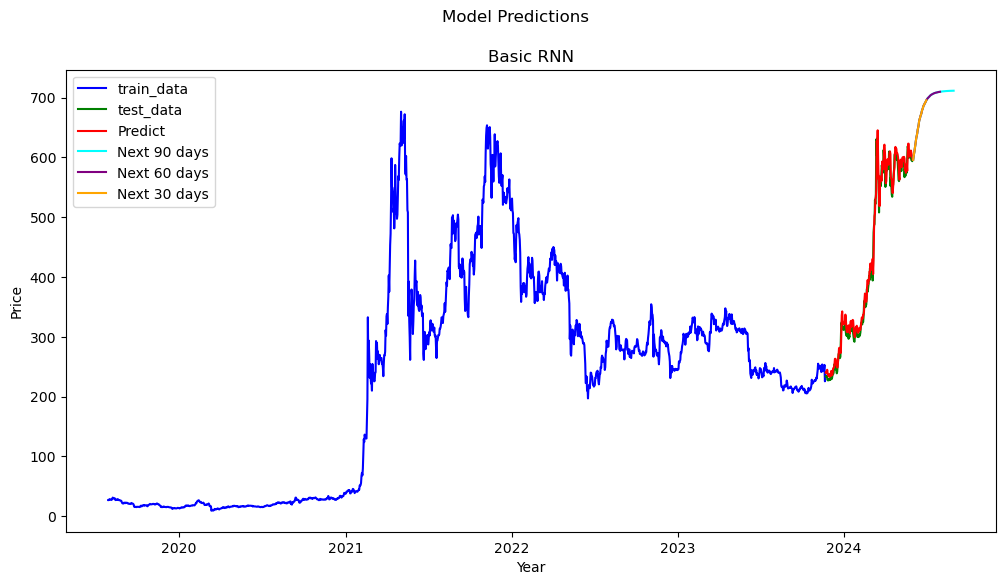 Model Predictions
Basic RNN
train_data
test_data
Predict
Next 90 days
Next 60 days
Next 30 days
Price
700
600
500
400
300
200
100
0
2020
2021
2022
2023
2024
Year